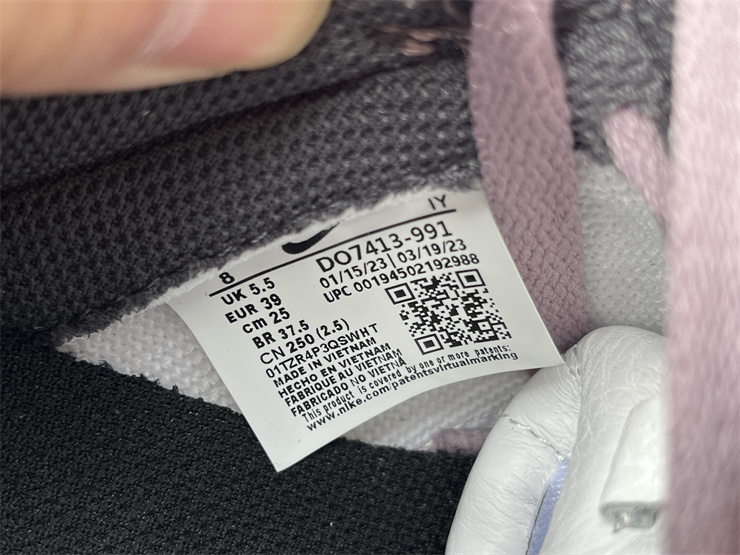 8
IY
UK 5.5
EUR 39
cm 25
BR 37.5
CN 250 (2.5)
DO7413-991
01/15/23 | 03/19/23
UPC 00194502192988
01TZR4P3QSWHT
MADE IN VIETNAM
HECHO EN VIETNAM
FABRIQUE AU VIETNAM
FABRICADO NO VIETNA
This product is covered by one or more patents:
www.nike.com/patentsvirtualmarking